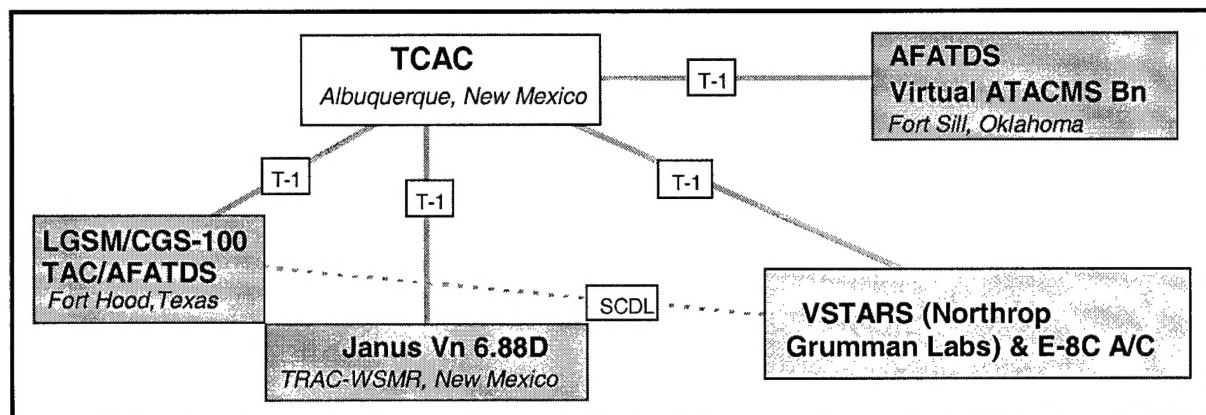 TCAC
Albuquerque, New Mexico
T-1
AFATDS
Virtual ATACMS Bn
Fort Sill, Oklahoma
T-1
T-1
T-1
LGSM/CGS-100
TAC/AFATDS
Fort Hood, Texas
SCDL
Janus Vn 6.88D
TRAC-WSMR, New Mexico
VSTARS (Northrop
Grumman Labs) & E-8C A/C